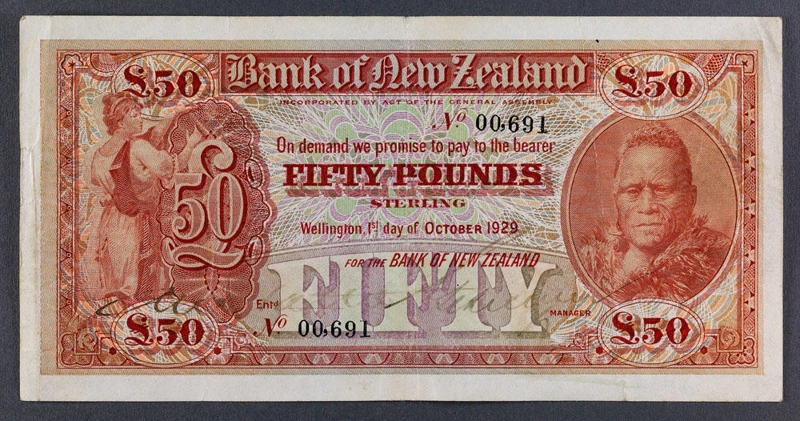 £50 Bank of New Zealand £50
INCORPORATED BY ACT OF THE GENERAL ASSEMBLY
No 00,691
On demand we promise to pay to the bearer
FIFTY POUNDS
STERLING
50
£
Wellington, 1st day of OCTOBER 1929
FOR THE BANK OF NEW ZEALAND
FIFTY
Entd
MANAGER
No 00,691
£50 £50